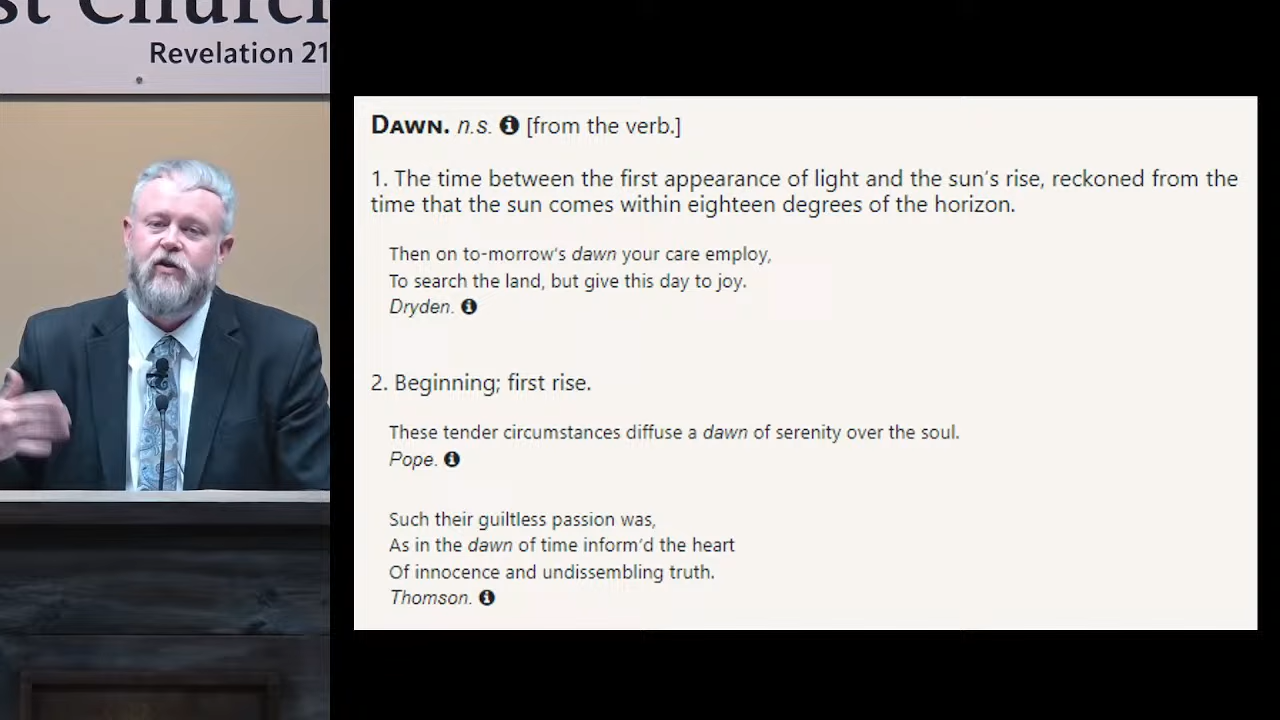 st Church
Revelation 21
DAWN. n.s. [from the verb.]
1. The time between the first appearance of light and the sun's rise, reckoned from the
time that the sun comes within eighteen degrees of the horizon.
Then on to-morrow's dawn your care employ,
To search the land, but give this day to joy.
Dryden.
2. Beginning; first rise.
These tender circumstances diffuse a dawn of serenity over the soul.
Pope.
Such their guiltless passion was,
As in the dawn of time inform'd the heart
Of innocence and undissembling truth.
Thomson.